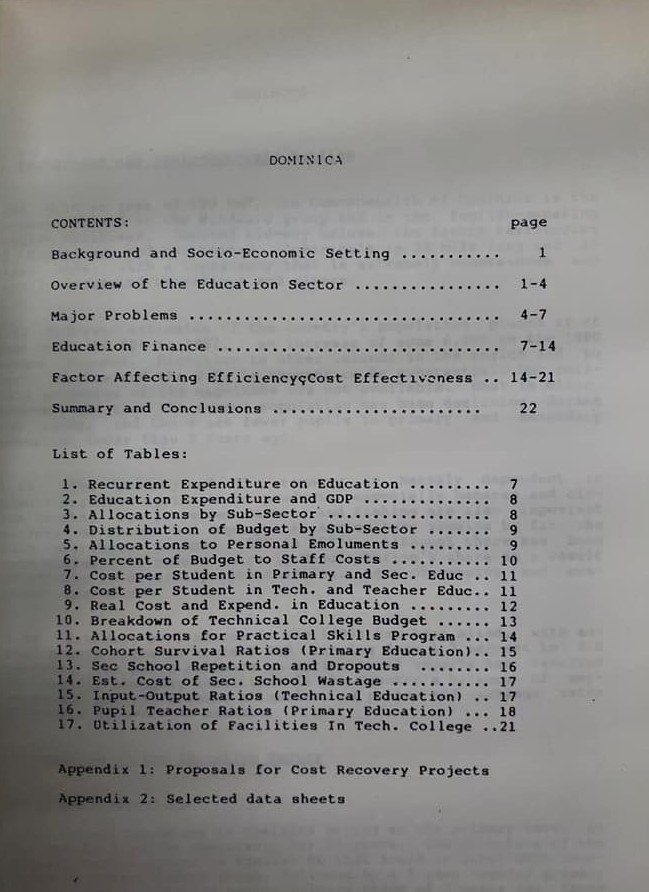 DOMINICA
CONTENTS: page
Background and Socio-Economic Setting ........... 1
Overview of the Education Sector ................ 1-4
Major Problems .................................. 4-7
Education Finance ............................... 7-14
Factor Affecting EfficiencyçCost Effectiveness .. 14-21
Summary and Conclusions ....................... 22
List of Tables:
1. Recurrent Expenditure on Education ......... 7
2. Education Expenditure and GDP .............. 8
3. Allocations by Sub-Sector .................. 8
4. Distribution of Budget by Sub-Sector ....... 9
5. Allocations to Personal Emoluments ......... 9
6. Percent of Budget to Staff Costs ........... 10
7. Cost per Student in Primary and Sec. Educ .. 11
8. Cost per Student in Tech. and Teacher Educ.. 11
9. Real Cost and Expend. in Education ......... 12
10. Breakdown of Technical College Budget ...... 13
11. Allocations for Practical Skills Program ... 14
12. Cohort Survival Ratios (Primary Education).. 15
13. Sec School Repetition and Dropouts ........ 16
14. Est. Cost of Sec. School Wastage ........... 17
15. Input-Output Ratios (Technical Education) .. 17
16. Pupil Teacher Ratios (Primary Education) ... 18
17. Utilization of Facilities In Tech. College ..21
Appendix 1: Proposals for Cost Recovery Projects
Appendix 2: Selected data sheets